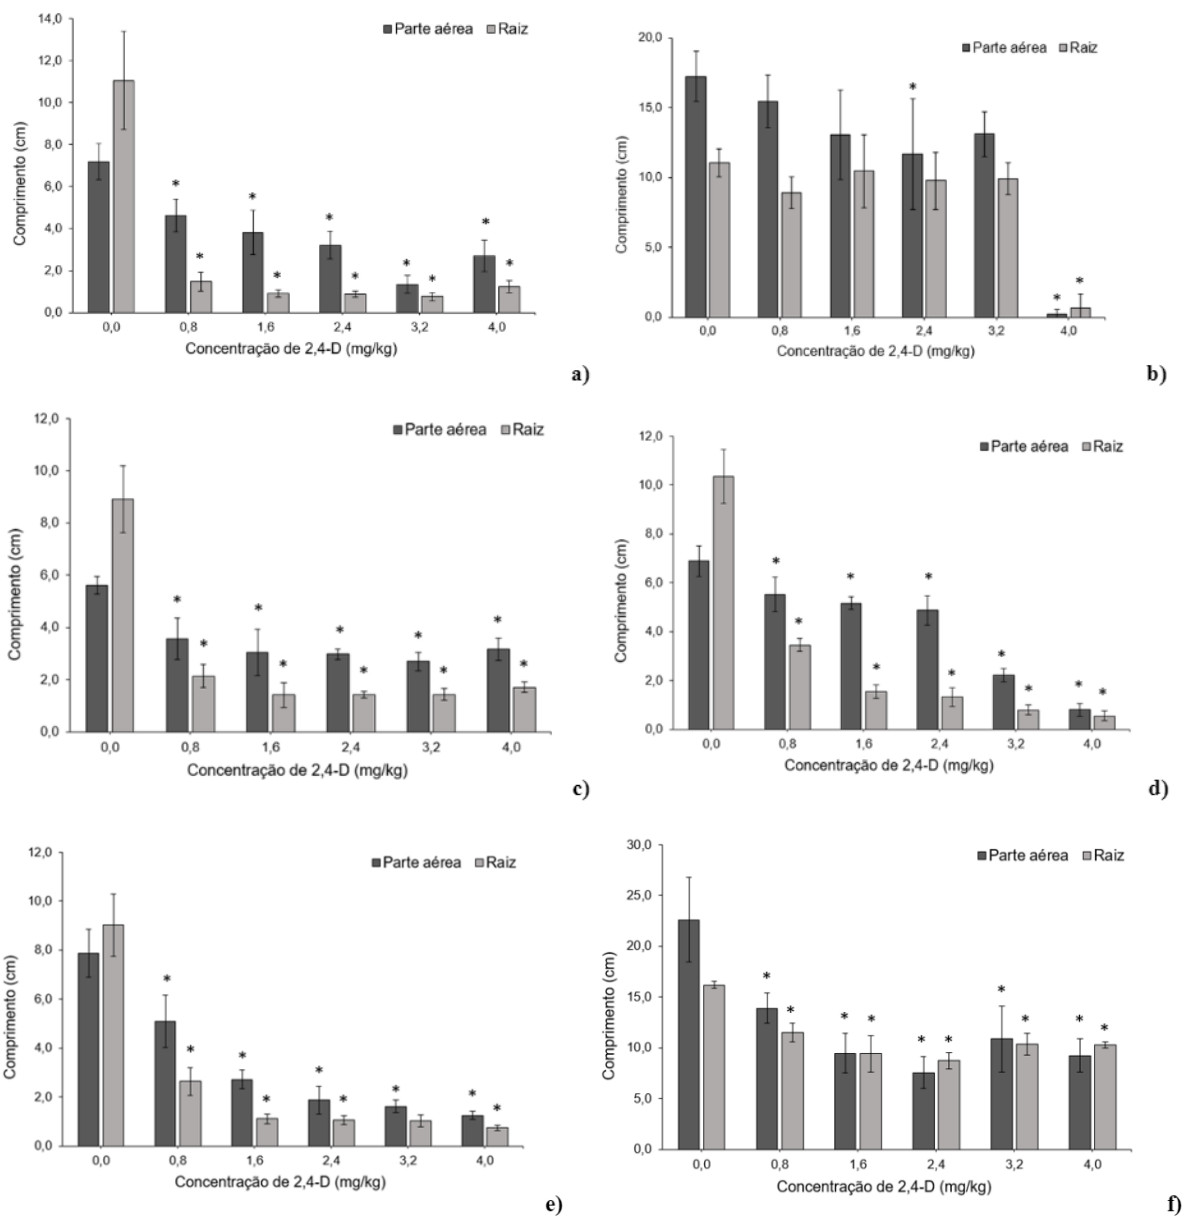 14,0
12,0
10,0
8,0
6,0
4,0
2,0
0,0
Comprimento (cm)
Parte aérea Raiz
* * * * * * * * * *
0,0 0,8 1,6 2,4 3,2 4,0
Concentração de 2,4-D (mg/kg)
a)
20,0
15,0
10,0
5,0
0,0
Comprimento (cm)
Parte aérea Raiz
* * *
0,0 0,8 1,6 2,4 3,2 4,0
Concentração de 2,4-D (mg/kg)
b)
12,0
10,0
8,0
6,0
4,0
2,0
0,0
Comprimento (cm)
Parte aérea Raiz
* * * * * * * * * *
0,0 0,8 1,6 2,4 3,2 4,0
Concentração de 2,4-D (mg/kg)
c)
12,0
10,0
8,0
6,0
4,0
2,0
0,0
Comprimento (cm)
Parte aérea Raiz
* * * * * * * * * *
0,0 0,8 1,6 2,4 3,2 4,0
Concentração de 2,4-D (mg/kg)
d)
12,0
10,0
8,0
6,0
4,0
2,0
0,0
Comprimento (cm)
Parte aérea Raiz
* * * * * * * * *
0,0 0,8 1,6 2,4 3,2 4,0
Concentração de 2,4-D (mg/kg)
e)
30,0
25,0
20,0
15,0
10,0
5,0
0,0
Comprimento (cm)
Parte aérea Raiz
* * * * * * * * * *
0,0 0,8 1,6 2,4 3,2 4,0
Concentração de 2,4-D (mg/kg)
f)